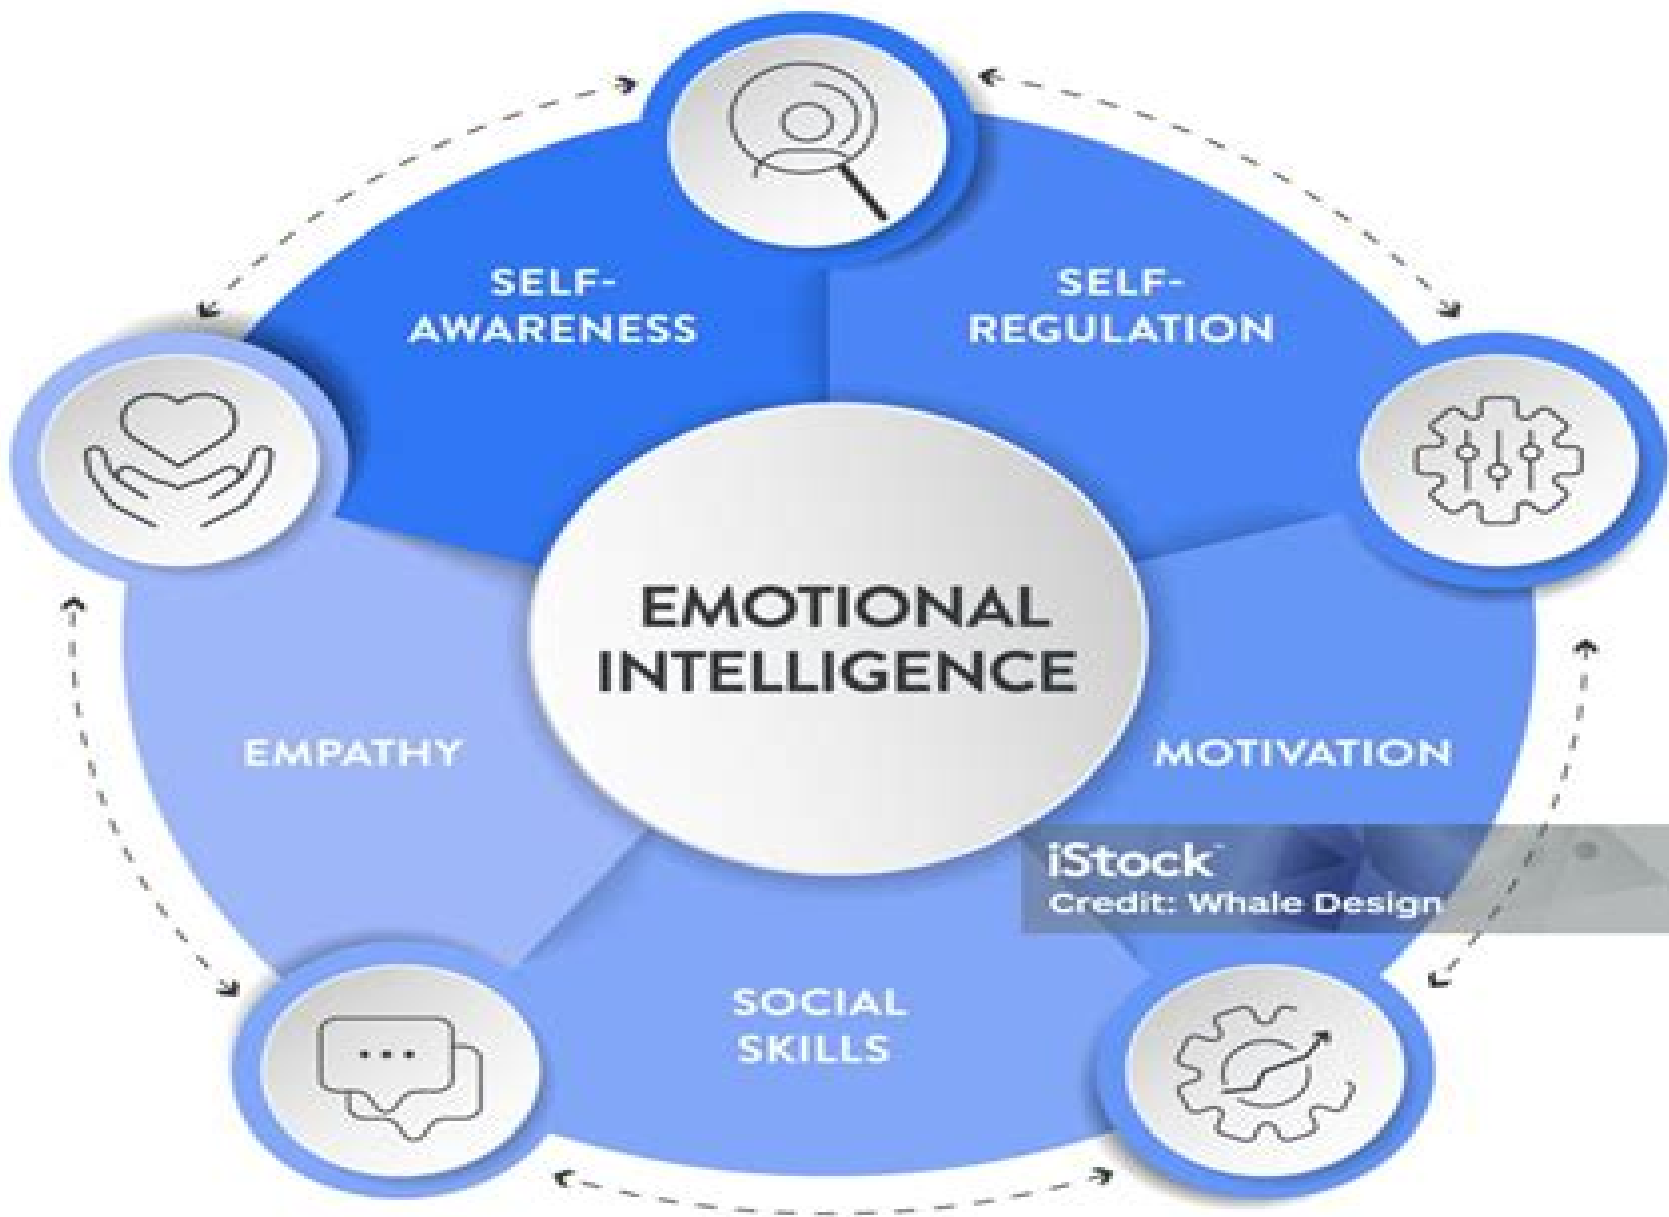 SELF-
AWARENESS
SELF-
REGULATION
EMOTIONAL
INTELLIGENCE
EMPATHY
MOTIVATION
iStock
Credit: Whale Design
SOCIAL
SKILLS